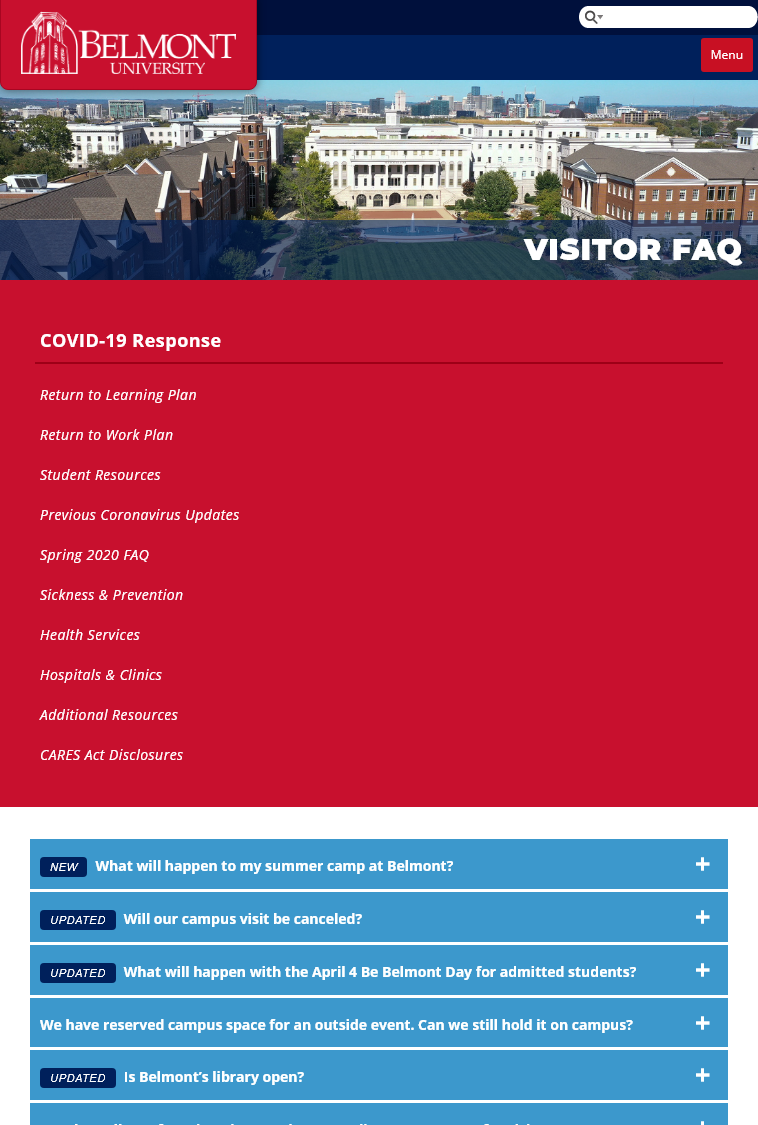 BELMONT
UNIVERSITY
Menu
VISITOR FAQ
COVID-19 Response
Return to Learning Plan
Return to Work Plan
Student Resources
Previous Coronavirus Updates
Spring 2020 FAQ
Sickness & Prevention
Health Services
Hospitals & Clinics
Additional Resources
CARES Act Disclosures
NEW What will happen to my summer camp at Belmont?
UPDATED Will our campus visit be canceled?
UPDATED What will happen with the April 4 Be Belmont Day for admitted students?
We have reserved campus space for an outside event. Can we still hold it on campus?
UPDATED Is Belmont’s library open?